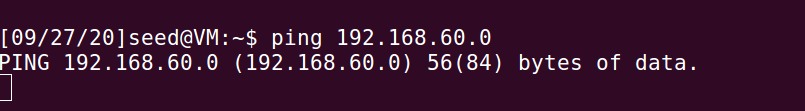 [09/27/20]seed@VM:~$ ping 192.168.60.0
PING 192.168.60.0 (192.168.60.0) 56(84) bytes of data.